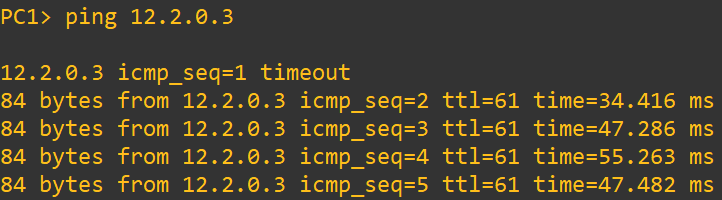 PC1> ping 12.2.0.3
12.2.0.3 icmp_seq=1 timeout
84 bytes from 12.2.0.3 icmp_seq=2 ttl=61 time=34.416 ms
84 bytes from 12.2.0.3 icmp_seq=3 ttl=61 time=47.286 ms
84 bytes from 12.2.0.3 icmp_seq=4 ttl=61 time=55.263 ms
84 bytes from 12.2.0.3 icmp_seq=5 ttl=61 time=47.482 ms